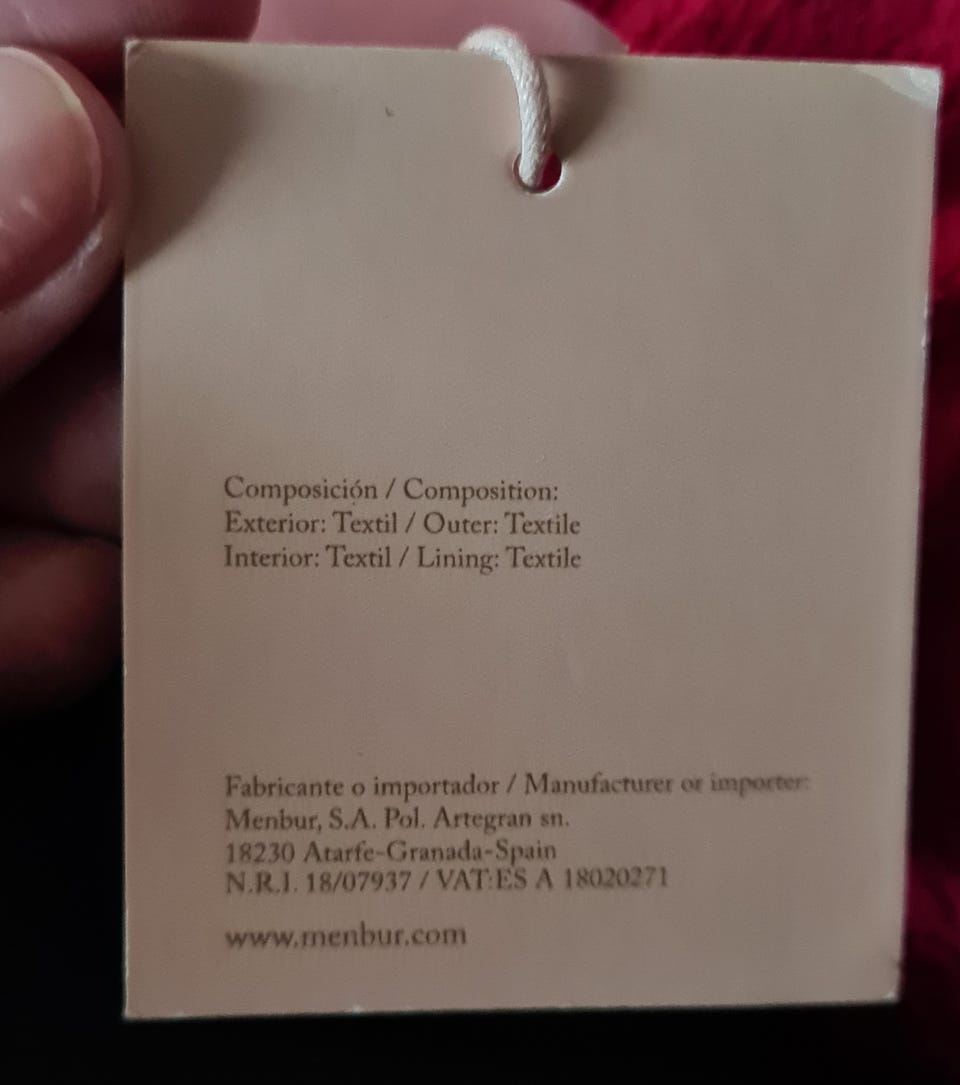 Composición / Composition:
Exterior: Textil / Outer: Textile
Interior: Textil / Lining: Textile
Fabricante o importador / Manufacturer or importer:
Menbur, S.A. Pol. Artegran sn.
18230 Atarfe-Granada-Spain
N.R.I. 18/07937 / VAT:ES A 18020271
www.menbur.com